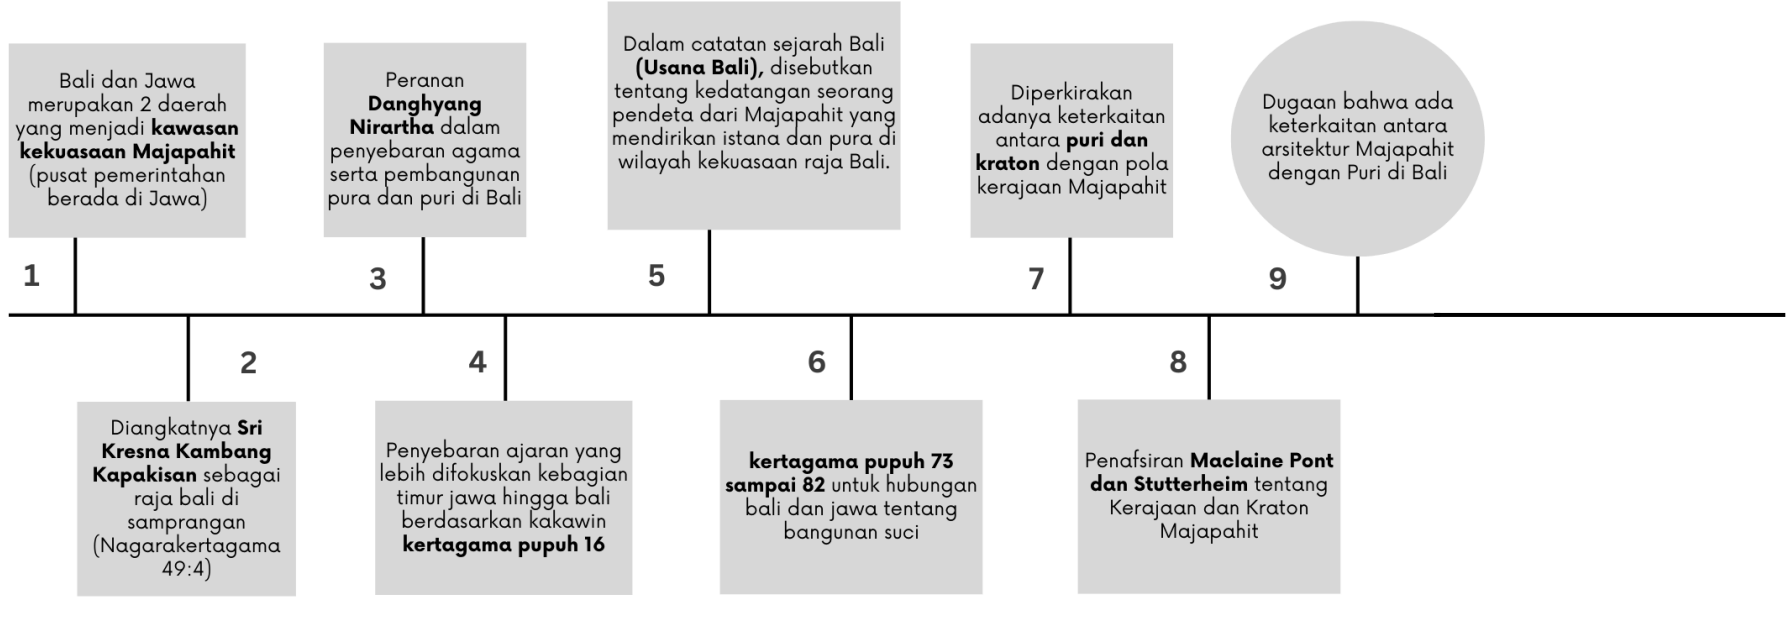 1
Bali dan Jawa
merupakan 2 daerah
yang menjadi kawasan
kekuasaan Majapahit
(pusat pemerintahan
berada di Jawa)
2
Diangkatnya Sri
Kresna Kambang
Kapakisan sebagai
raja bali di
samprangan
(Nagarakertagama
49:4)
3
Peranan
Danghyang
Nirartha dalam
penyebaran agama
serta pembangunan
pura dan puri di Bali
4
Penyebaran ajaran yang
lebih difokuskan kebagian
timur jawa hingga bali
berdasarkan kakawin
kertagama pupuh 16
5
Dalam catatan sejarah Bali
(Usana Bali), disebutkan
tentang kedatangan seorang
pendeta dari Majapahit yang
mendirikan istana dan pura di
wilayah kekuasaan raja Bali.
6
kertagama pupuh 73
sampai 82 untuk hubungan
bali dan jawa tentang
bangunan suci
7
Diperkirakan
adanya keterkaitan
antara puri dan
kraton dengan pola
kerajaan Majapahit
8
Penafsiran Maclaine Pont
dan Stutterheim tentang
Kerajaan dan Kraton
Majapahit
9
Dugaan bahwa ada
keterkaitan antara
arsitektur Majapahit
dengan Puri di Bali